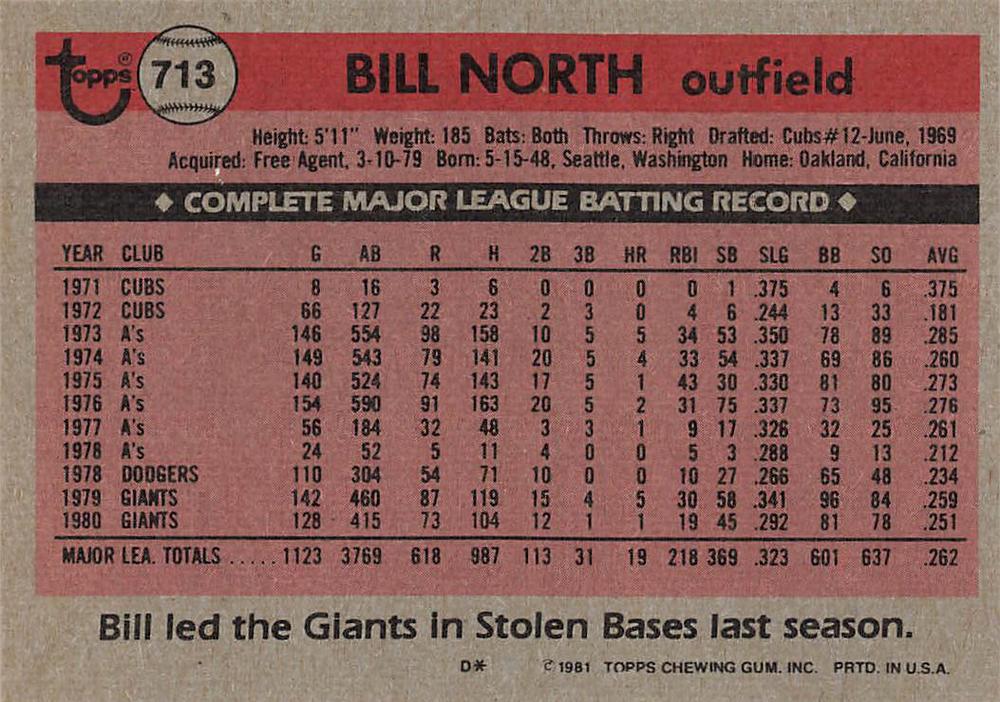 topps® 713 BILL NORTH outfield
Height: 5'11" Weight: 185 Bats: Both Throws: Right Drafted: Cubs#12-June, 1969
Acquired: Free Agent, 3-10-79 Born: 5-15-48, Seattle, Washington Home: Oakland, California
◆ COMPLETE MAJOR LEAGUE BATTING RECORD ◆
YEAR CLUB G AB R H 2B 3B HR RBI SB SLG BB SO AVG
1971 CUBS 8 16 3 6 0 0 0 0 1 .375 4 6 .375
1972 CUBS 66 127 22 23 2 3 0 4 6 .244 13 33 .181
1973 A's 146 554 98 158 10 5 5 34 53 .350 78 89 .285
1974 A's 149 543 79 141 20 5 4 33 54 .337 69 86 .260
1975 A's 140 524 74 143 17 5 1 43 30 .330 81 80 .273
1976 A's 154 590 91 163 20 5 2 31 75 .337 73 95 .276
1977 A's 56 184 32 48 3 3 1 9 17 .326 32 25 .261
1978 A's 24 52 5 11 4 0 0 5 3 .288 9 13 .212
1978 DODGERS 110 304 54 71 10 0 0 10 27 .266 65 48 .234
1979 GIANTS 142 460 87 119 15 4 5 30 58 .341 96 84 .259
1980 GIANTS 128 415 73 104 12 1 1 19 45 .292 81 78 .251
MAJOR LEA. TOTALS ..... 1123 3769 618 987 113 31 19 218 369 .323 601 637 .262
Bill led the Giants in Stolen Bases last season.
D* © 1981 TOPPS CHEWING GUM. INC. PRTD. IN U.S.A.